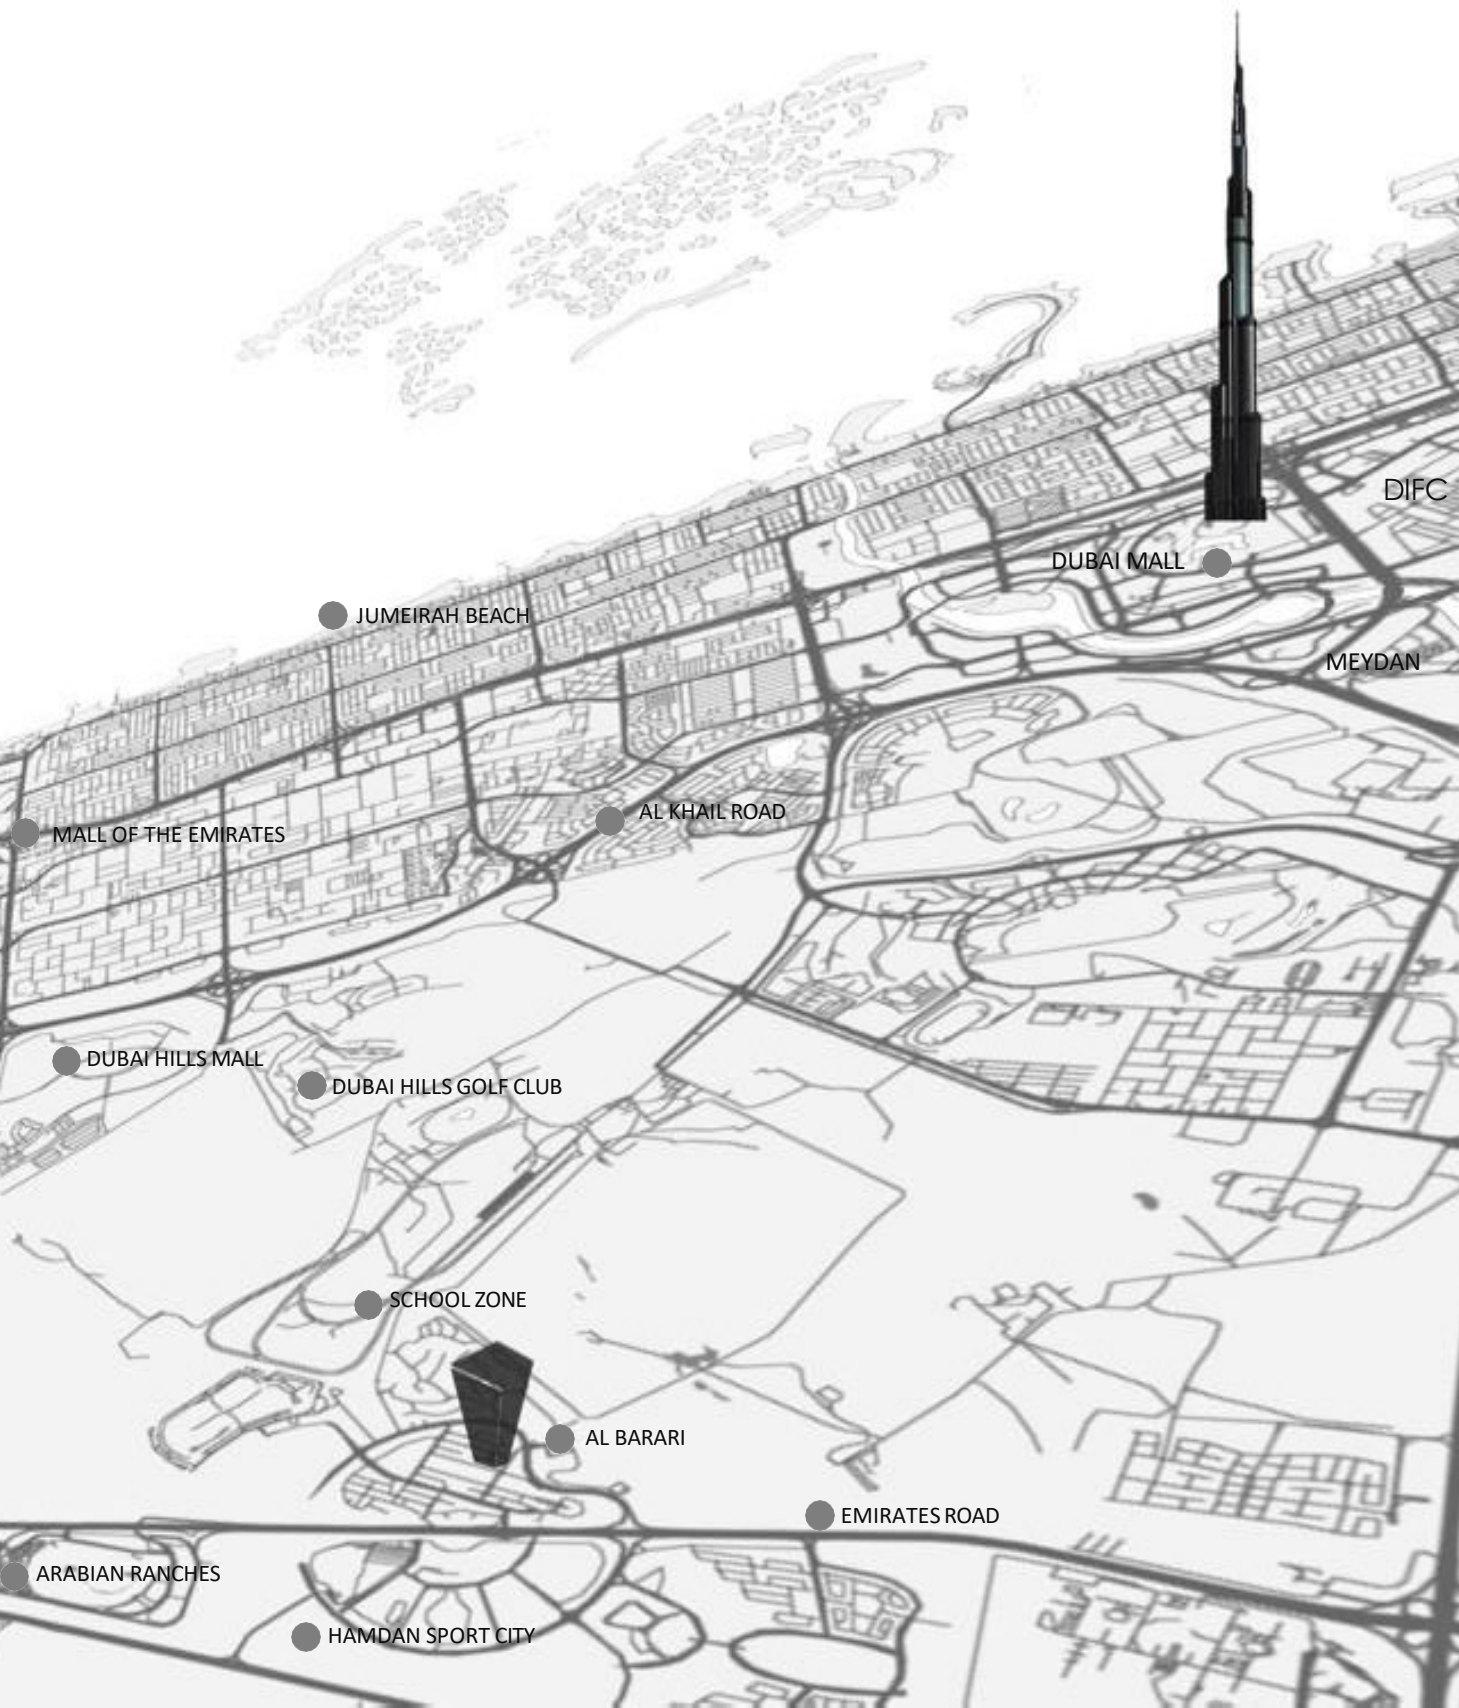 DIFC
DUBAI MALL
JUMEIRAH BEACH
MEYDAN
AL KHAIL ROAD
MALL OF THE EMIRATES
DUBAI HILLS MALL
DUBAI HILLS GOLF CLUB
SCHOOL ZONE
AL BARARI
EMIRATES ROAD
ARABIAN RANCHES
HAMDAN SPORT CITY